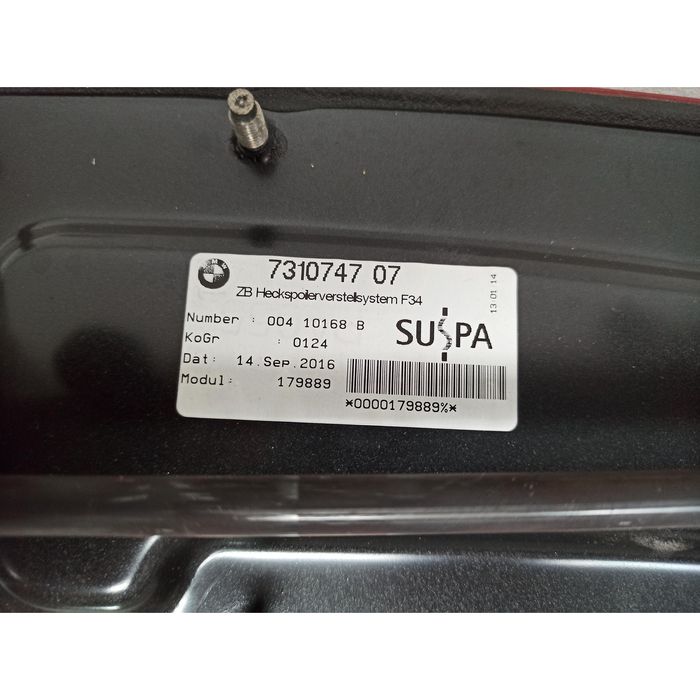 BMW
7310747 07
ZB Heckspoilerverstellsystem F34
Number : 004 10168 B
KoGr : 0124
Dat: 14.Sep.2016
Modul: 179889
SUSPA
*0000179889%*
13 01 14